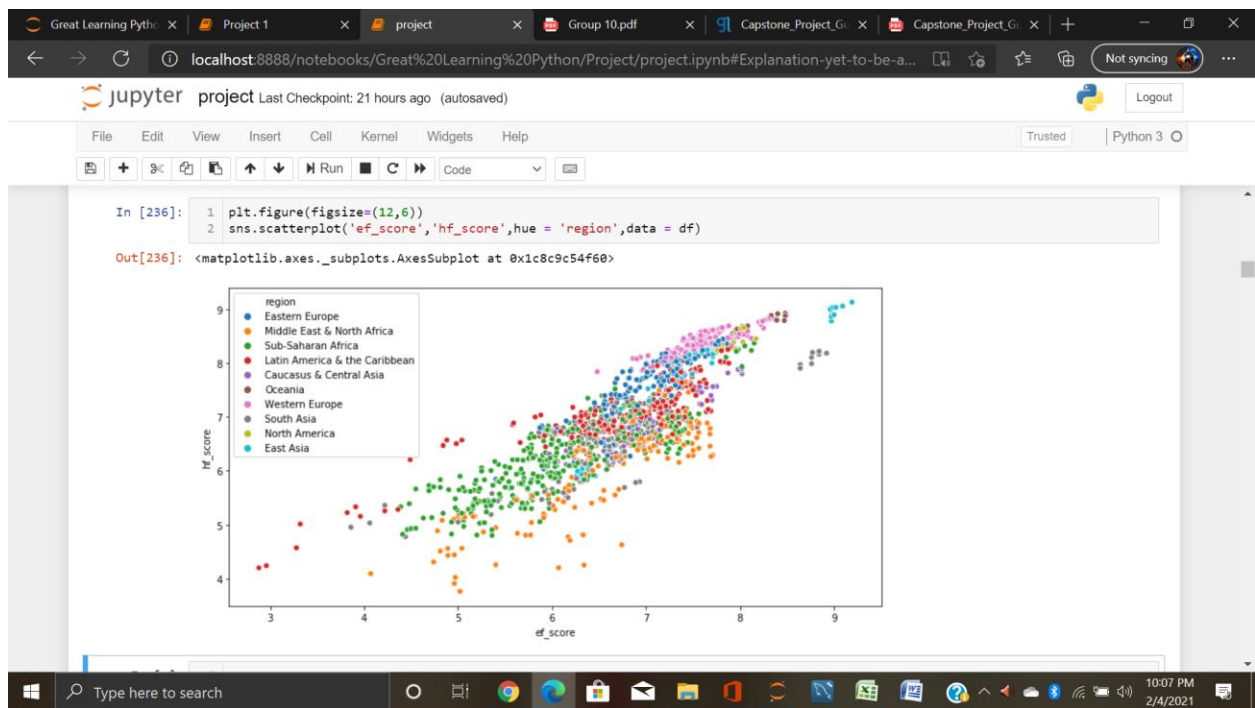 Great Learning Pytho
Project 1
project
Group 10.pdf
Capstone_Project_Gu
Capstone_Project_Gu
localhost:8888/notebooks/Great%20Learning%20Python/Project/project.ipynb#Explanation-yet-to-be-a...
Not syncing
jupyter project Last Checkpoint: 21 hours ago (autosaved)
Logout
File Edit View Insert Cell Kernel Widgets Help
Trusted
Python 3
Run
Code
In [236]:
1 plt.figure(figsize=(12,6))
2 sns.scatterplot('ef_score','hf_score',hue = 'region',data = df)
Out[236]: <matplotlib.axes._subplots.AxesSubplot at 0x1c8c9c54f60>
region
Eastern Europe
Middle East & North Africa
Sub-Saharan Africa
Latin America & the Caribbean
Caucasus & Central Asia
Oceania
Western Europe
South Asia
North America
East Asia
9
8
7
6
5
4
hf_score
3 4 5 6 7 8 9
ef_score
Type here to search
10:07 PM
2/4/2021